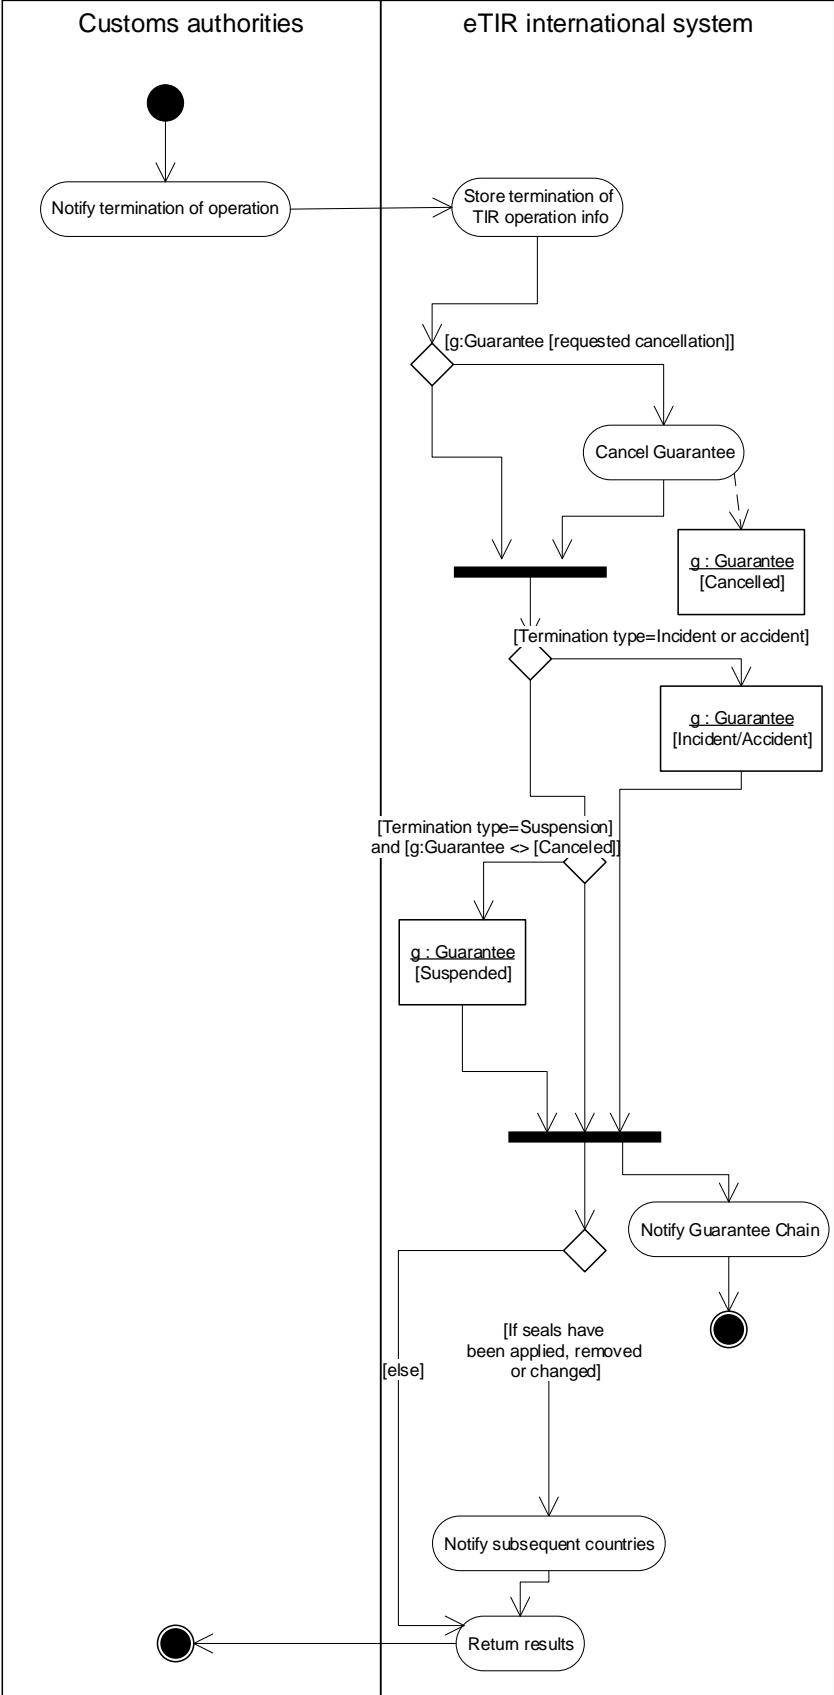 Customs authorities
eTIR international system
Notify termination of operation
Store termination of
TIR operation info
[g:Guarantee [requested cancellation]]
Cancel Guarantee
g : Guarantee
[Cancelled]
[Termination type=Incident or accident]
g : Guarantee
[Incident/Accident]
[Termination type=Suspension]
and [g:Guarantee <> [Canceled]]
g : Guarantee
[Suspended]
Notify Guarantee Chain
[If seals have
been applied, removed
or changed]
[else]
Notify subsequent countries
Return results